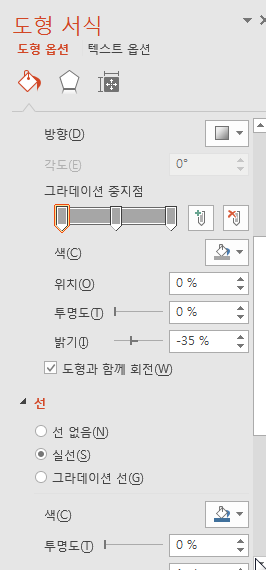 도형 서식
도형 옵션 텍스트 옵션
방향(D)
각도(E) 0°
그라데이션 중지점
색(C)
위치(O) 0 %
투명도(T) 0 %
밝기(I) -35 %
도형과 함께 회전(W)
선
선 없음(N)
실선(S)
그라데이션 선(G)
색(C)
투명도(T) 0 %